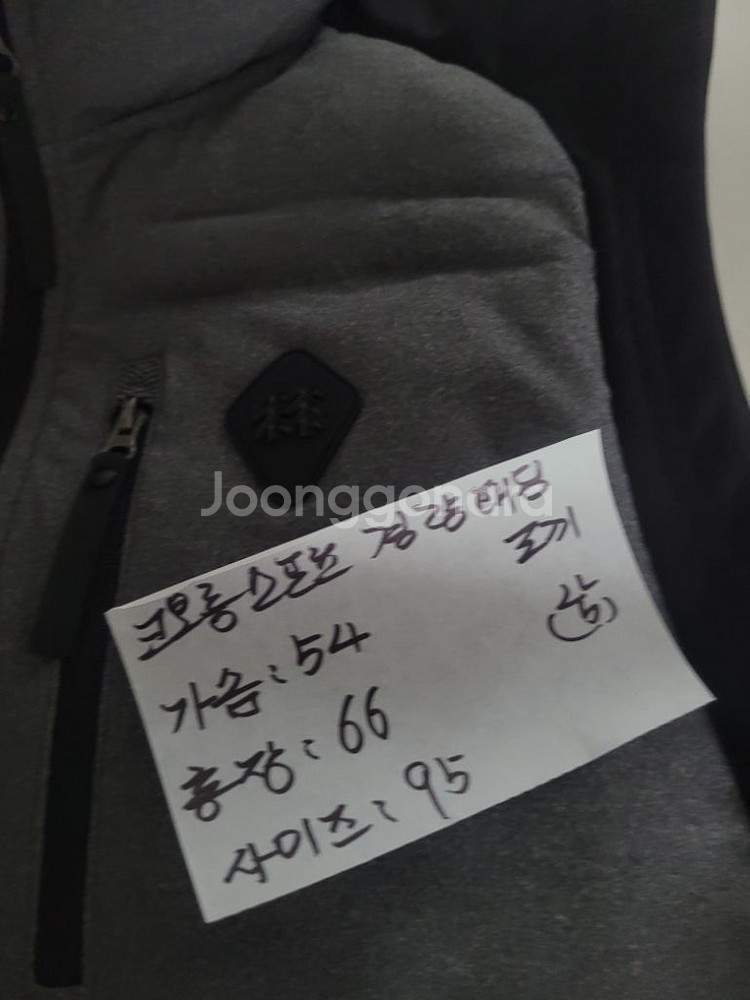 Joonggonara
코오롱스포츠 경량패딩
조끼
(남)
가슴: 54
총장: 66
사이즈: 95